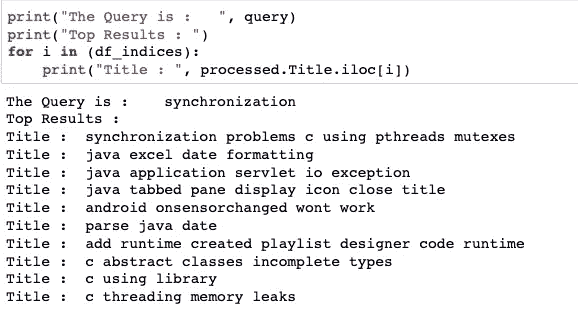 print("The Query is :   ", query)
print("Top Results : ")
for i in (df_indices):
    print("Title : ", processed.Title.iloc[i])
The Query is :    synchronization
Top Results :
Title :  synchronization problems c using pthreads mutexes
Title :  java excel date formatting
Title :  java application servlet io exception
Title :  java tabbed pane display icon close title
Title :  android onsensorchanged wont work
Title :  parse java date
Title :  add runtime created playlist designer code runtime
Title :  c abstract classes incomplete types
Title :  c using library
Title :  c threading memory leaks